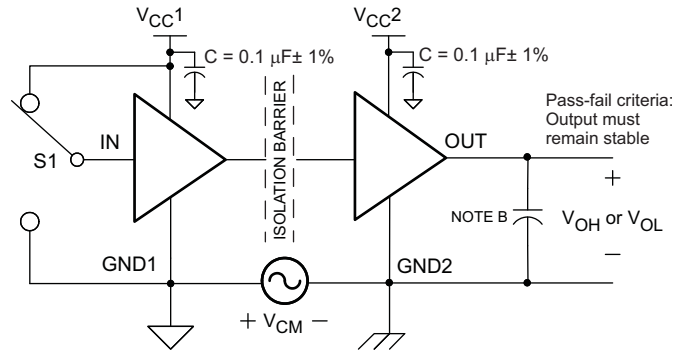 VCC1
VCC2
C = 0.1 μF± 1%
C = 0.1 μF± 1%
Pass-fail criteria:
Output must
remain stable
IN
OUT
S1
ISOLATION BARRIER
+
NOTE B
VOH or VOL
–
GND1
GND2
+ VCM –